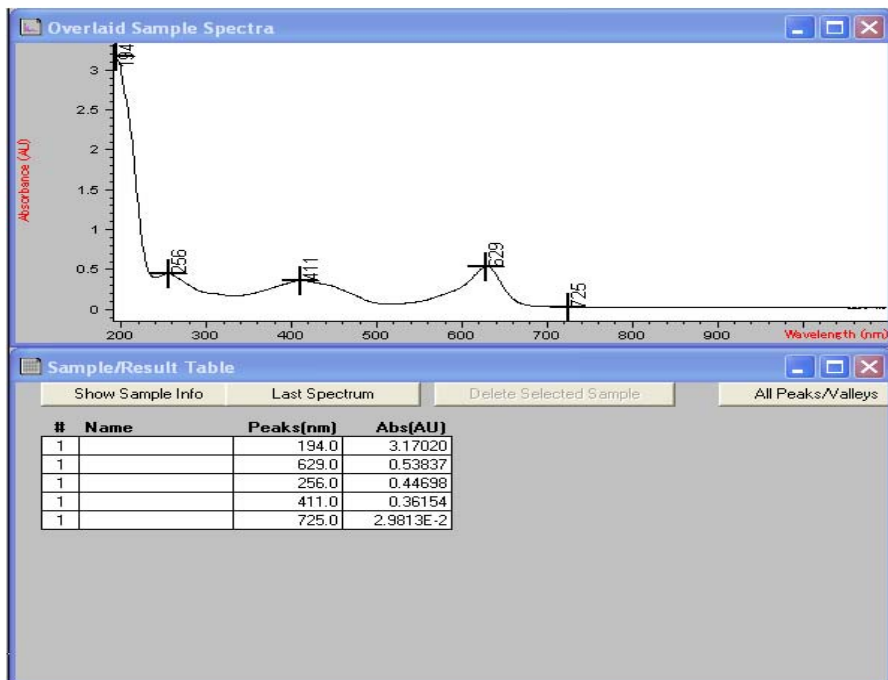 Overlaid Sample Spectra
Absorbance (AU)
3
2.5
2
1.5
1
0.5
0
194
256
411
629
725
200 300 400 500 600 700 800 900 Wavelength (nm)
Sample/Result Table
Show Sample Info Last Spectrum Delete Selected Sample All Peaks/Valleys
# Name Peaks(nm) Abs(AU)
1 194.0 3.17020
1 629.0 0.53837
1 256.0 0.44698
1 411.0 0.36154
1 725.0 2.9813E-2